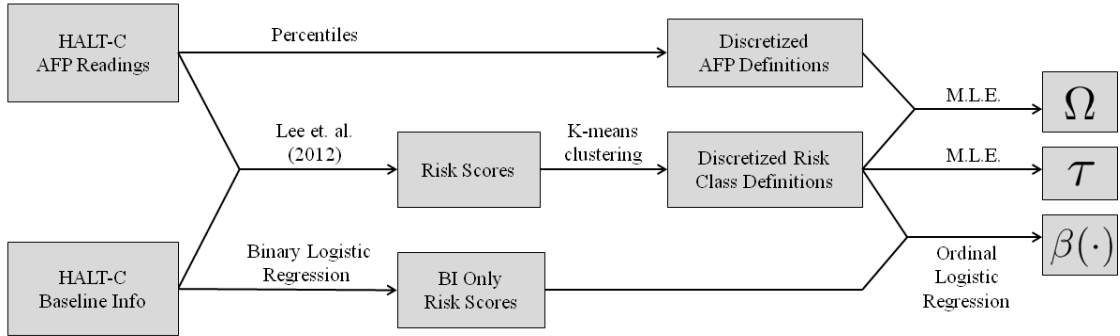 HALT-C
AFP Readings
Percentiles
Discretized
AFP Definitions
M.L.E.
Ω
Lee et. al.
(2012)
Risk Scores
K-means
clustering
Discretized Risk
Class Definitions
M.L.E.
τ
HALT-C
Baseline Info
Binary Logistic
Regression
BI Only
Risk Scores
Ordinal
Logistic
Regression
β(·)